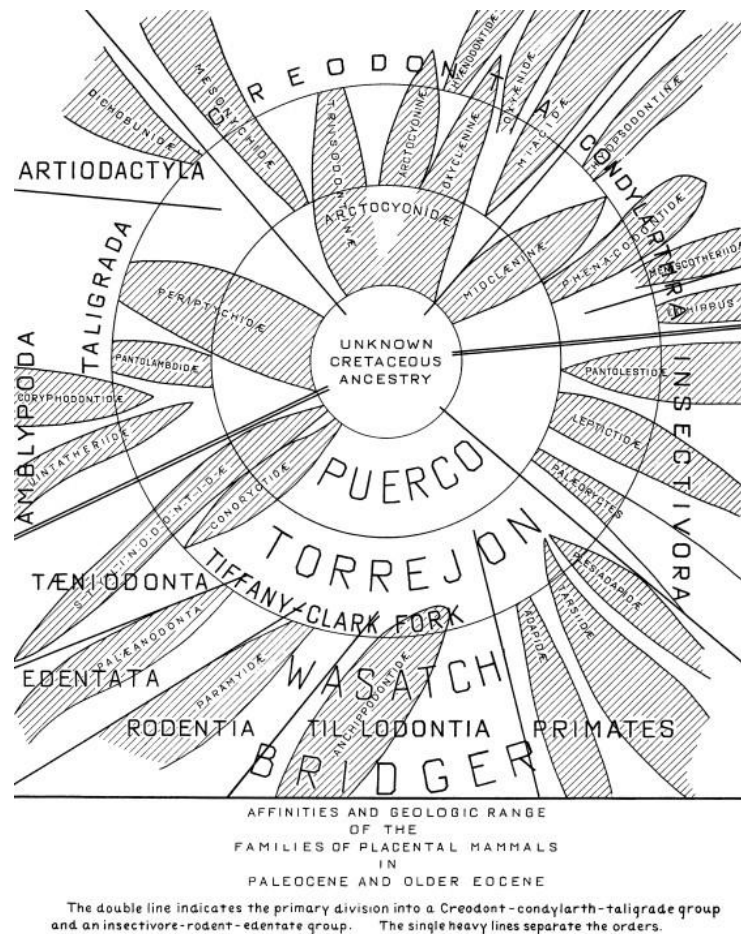 CREODONTA
HYÆNODONTIDÆ
OXYÆNIDÆ
MIACIDÆ
DICHOBUNIDÆ
MESONYCHIDÆ
TRIISODONTINÆ
ARCTOCYONINÆ
OXYCLÆNINÆ
CONDYLARTHRA
ARTIODACTYLA
ARCTOCYONIDÆ
MIOCLÆNINÆ
PHENACODONTIDÆ
TALIGRADA
PERIPTYCHIDÆ
UNKNOWN
CRETACEOUS
ANCESTRY
PANTOLAMBDIDÆ
PANTOLESTIDÆ
AMBLYPODA
CORYPHODONTIDÆ
UINTATHERIIDÆ
LEPTICTIDÆ
INSECTIVORA
PUERCO
PALÆORYCTES
STYLINODONTIDÆ
CONORYCTIDÆ
TORREJON
TÆNIODONTA
TIFFANY-CLARK FORK
PLESIADAPIDÆ
TARSIIDÆ
ADAPIDÆ
PALÆANODONTA
EDENTATA
PARAMYIDÆ
WASATCH
ANCHIPPODONTIDÆ
RODENTIA
TILLODONTIA
PRIMATES
BRIDGER
AFFINITIES AND GEOLOGIC RANGE
OF THE
FAMILIES OF PLACENTAL MAMMALS
IN
PALEOCENE AND OLDER EOCENE
The double line indicates the primary division into a Creodont-condylarth-taligrade group
and an insectivore-rodent-edentate group. The single heavy lines separate the orders.